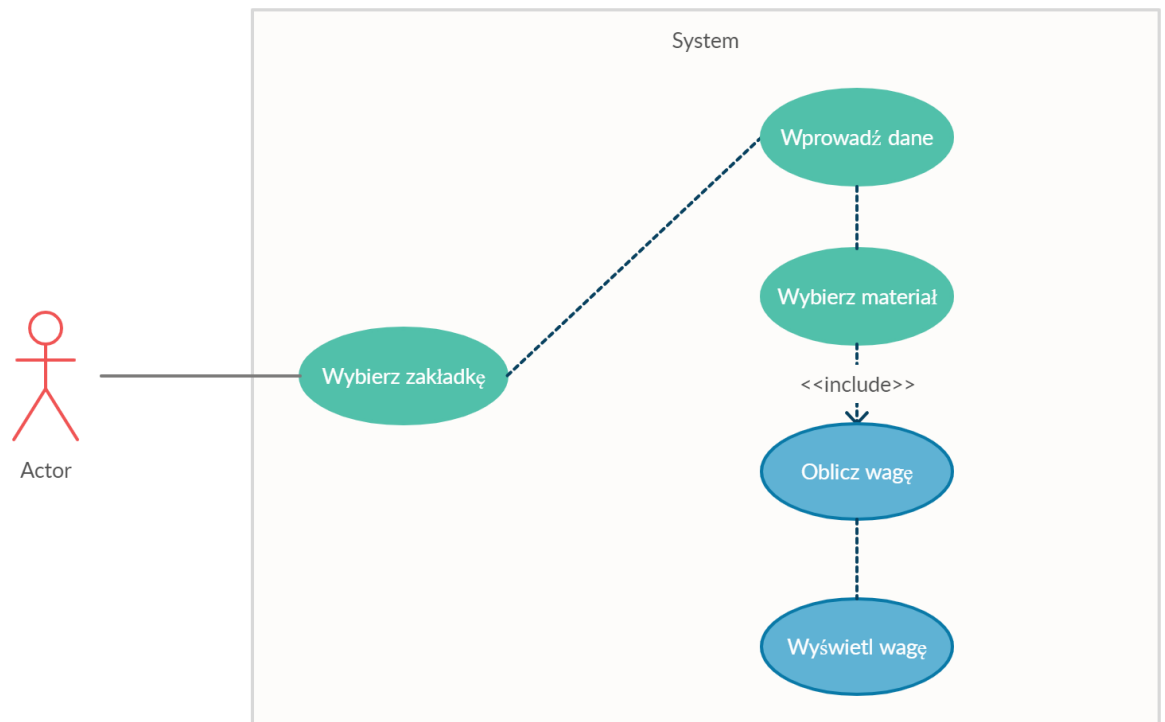 System
Wprowadź dane
Wybierz materiał
Wybierz zakładkę
<<include>>
Actor
Oblicz wagę
Wyświetl wagę